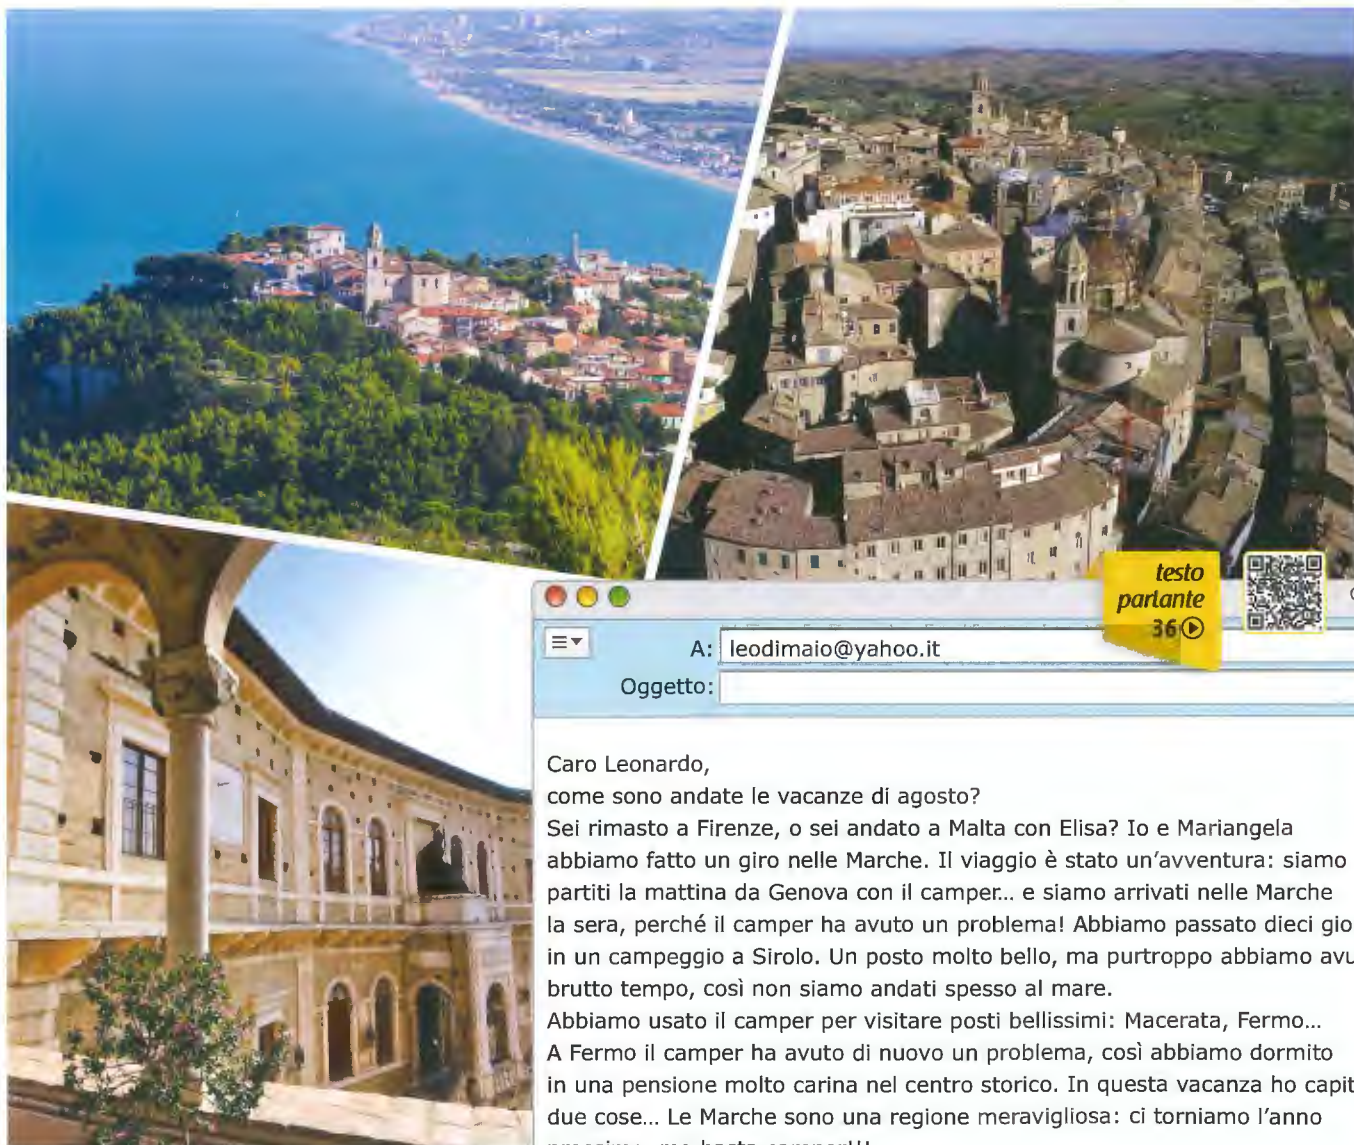 testo
parlante
36
A: leodimaio@yahoo.it
Oggetto:
Caro Leonardo,
come sono andate le vacanze di agosto?
Sei rimasto a Firenze, o sei andato a Malta con Elisa? Io e Mariangela
abbiamo fatto un giro nelle Marche. Il viaggio è stato un'avventura: siamo
partiti la mattina da Genova con il camper... e siamo arrivati nelle Marche
la sera, perché il camper ha avuto un problema! Abbiamo passato dieci gio
in un campeggio a Sirolo. Un posto molto bello, ma purtroppo abbiamo avu
brutto tempo, così non siamo andati spesso al mare.
Abbiamo usato il camper per visitare posti bellissimi: Macerata, Fermo...
A Fermo il camper ha avuto di nuovo un problema, così abbiamo dormito
in una pensione molto carina nel centro storico. In questa vacanza ho capit
due cose... Le Marche sono una regione meravigliosa: ci torniamo l'anno